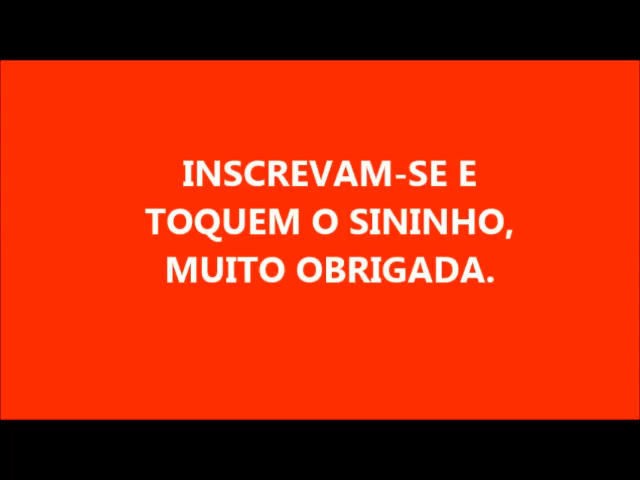 INSCREVAM-SE E
TOQUEM O SININHO,
MUITO OBRIGADA.